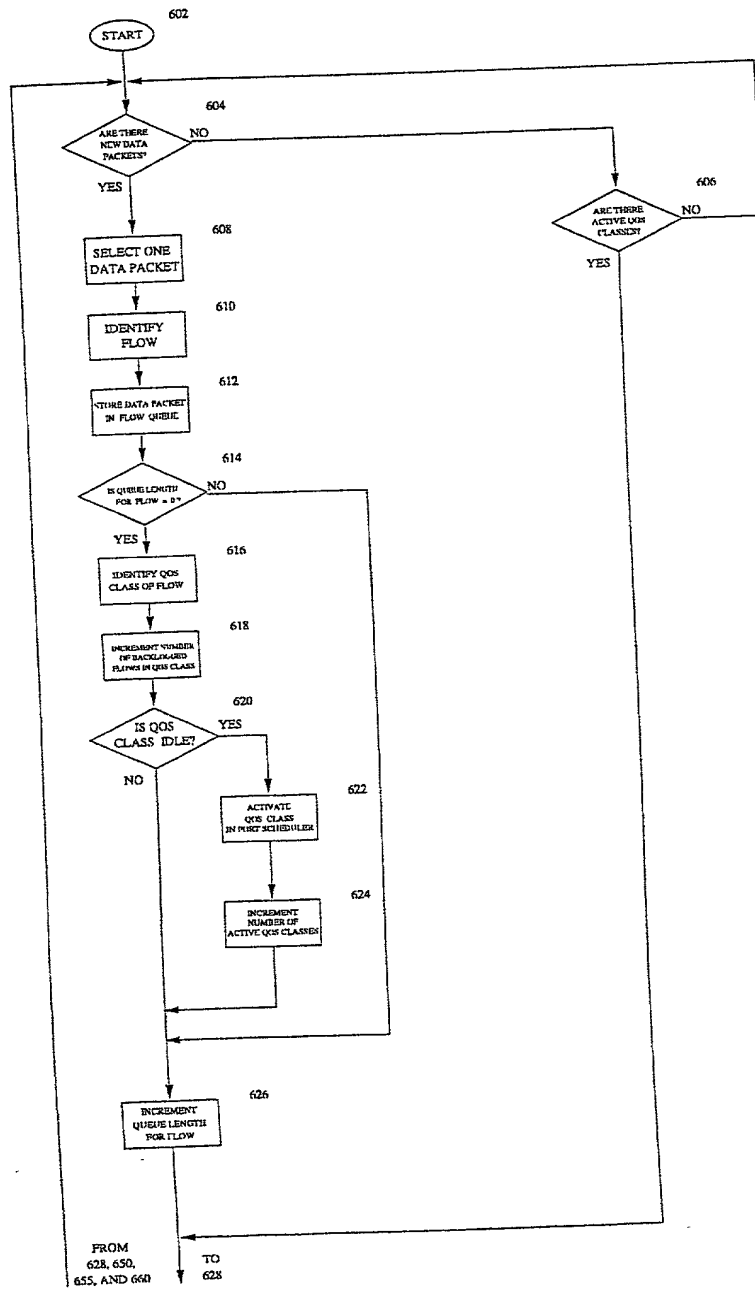 602
START
604
ARE THERE
NEW DATA
PACKETS?
NO
YES
606
ARE THERE
ACTIVE QOS
CLASSES?
NO
YES
608
SELECT ONE
DATA PACKET
610
IDENTIFY
FLOW
612
STORE DATA PACKET
IN FLOW QUEUE
614
IS QUEUE LENGTH
FOR FLOW = 0?
NO
YES
616
IDENTIFY QOS
CLASS OF FLOW
618
INCREMENT NUMBER
OF BACKLOGGED
FLOWS IN QOS CLASS
620
IS QOS
CLASS IDLE?
YES
NO
622
ACTIVATE
QOS CLASS
IN PORT SCHEDULER
624
INCREMENT
NUMBER OF
ACTIVE QOS CLASSES
626
INCREMENT
QUEUE LENGTH
FOR FLOW
FROM
628, 650,
655, AND 660
TO
628